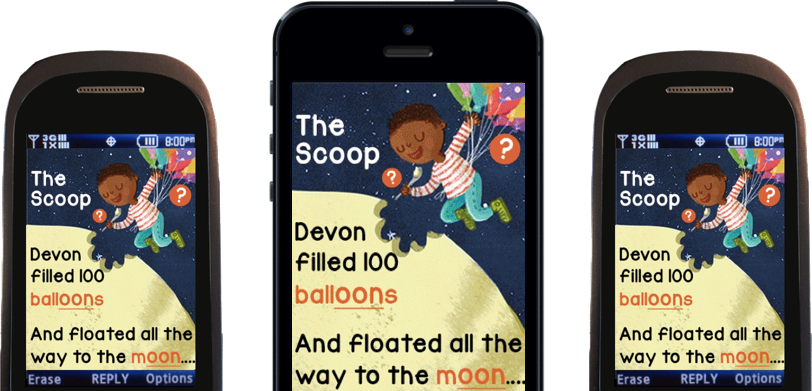 3G 1X 8:00PM
The
Scoop
?
?
Devon
filled 100
balloons
And floated all the
way to the moon....
Erase REPLY Options
The
Scoop
?
?
Devon
filled 100
balloons
And floated all the
way to the moon....
3G 1X 8:00PM
The
Scoop
?
?
Devon
filled 100
balloons
And floated all the
way to the moon....
Erase REPLY Options